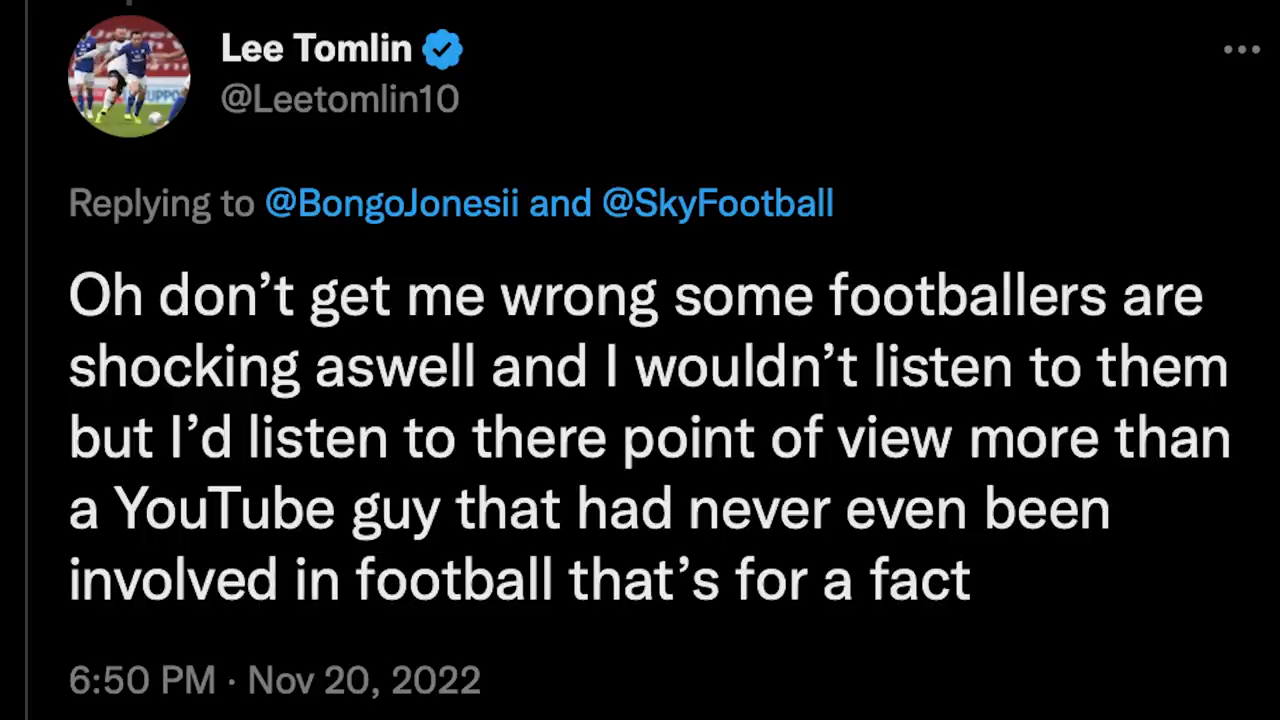 Lee Tomlin
@Leetomlin10
Replying to @BongoJonesii and @SkyFootball
Oh don’t get me wrong some footballers are
shocking aswell and I wouldn’t listen to them
but I’d listen to there point of view more than
a YouTube guy that had never even been
involved in football that’s for a fact
6:50 PM · Nov 20, 2022